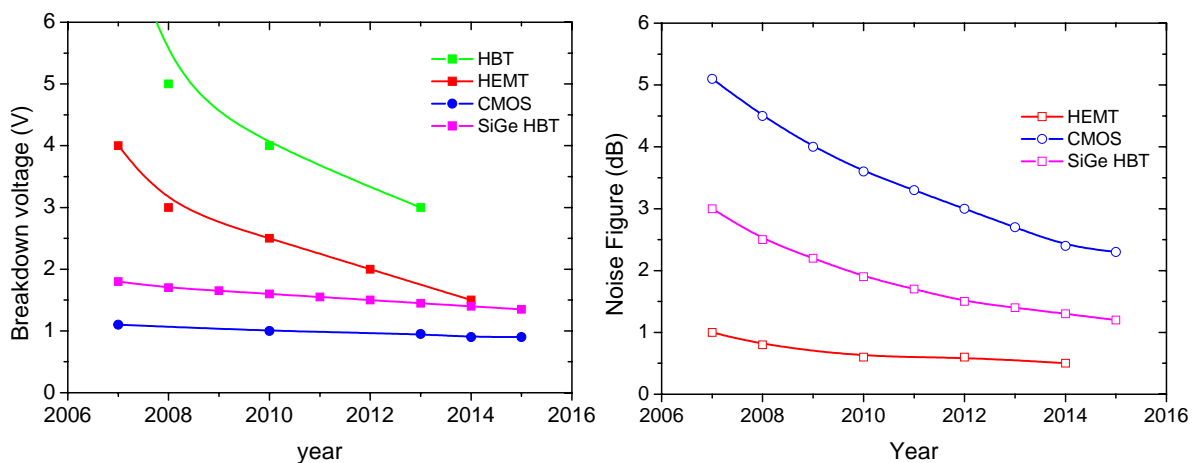 Breakdown voltage (V)
6
5
4
3
2
1
0
HBT
HEMT
CMOS
SiGe HBT
2006 2008 2010 2012 2014 2016
year
Noise Figure (dB)
6
5
4
3
2
1
0
HEMT
CMOS
SiGe HBT
2006 2008 2010 2012 2014 2016
Year